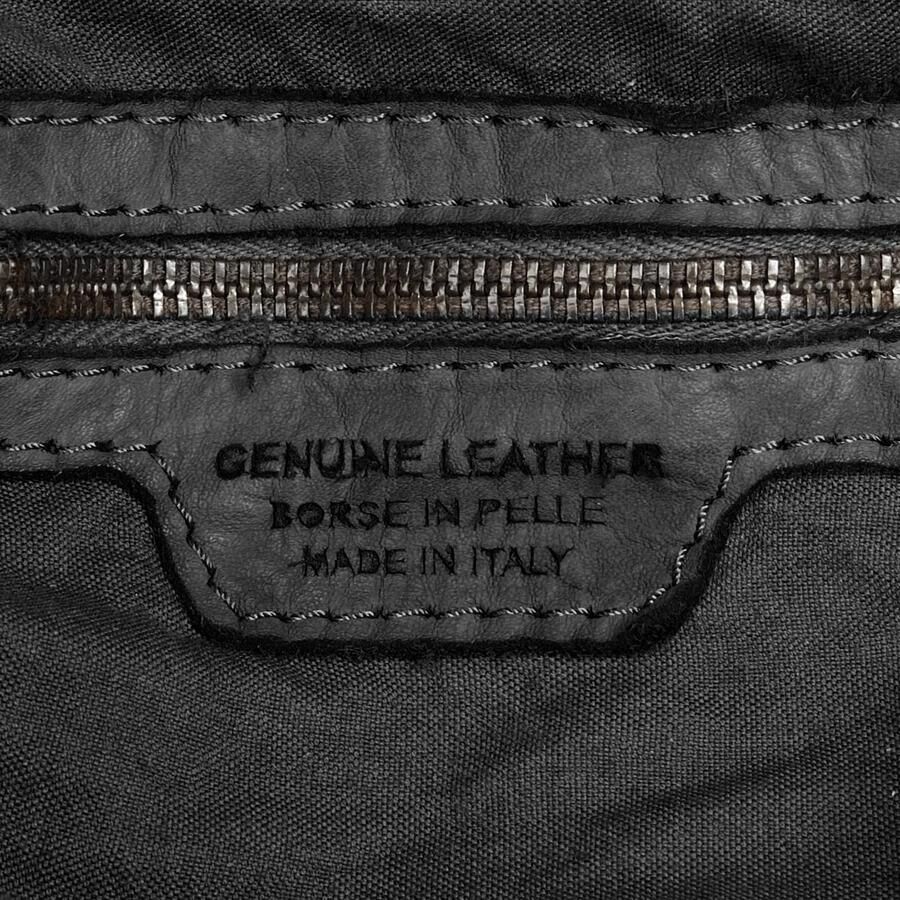 GENUINE LEATHER
BORSE IN PELLE
MADE IN ITALY